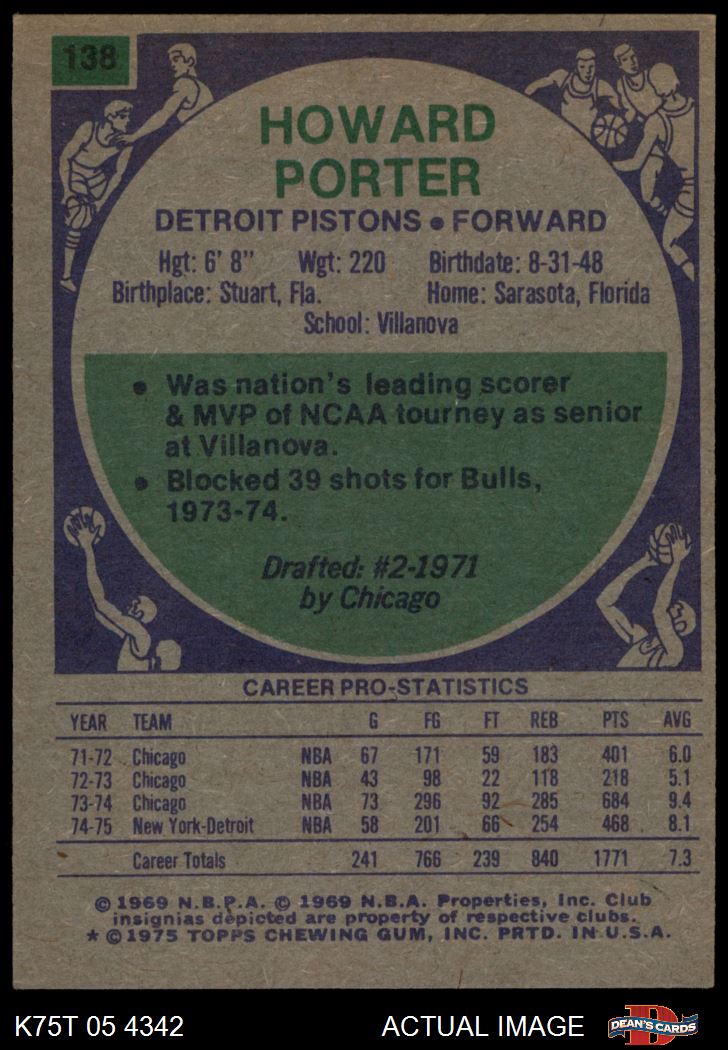 138
HOWARD
PORTER
DETROIT PISTONS • FORWARD
Hgt: 6' 8" Wgt: 220 Birthdate: 8-31-48
Birthplace: Stuart, Fla. Home: Sarasota, Florida
School: Villanova
• Was nation's leading scorer
& MVP of NCAA tourney as senior
at Villanova.
• Blocked 39 shots for Bulls,
1973-74.
Drafted: #2-1971
by Chicago
CAREER PRO-STATISTICS
YEAR TEAM G FG FT REB PTS AVG
71-72 Chicago NBA 67 171 59 183 401 6.0
72-73 Chicago NBA 43 98 22 118 218 5.1
73-74 Chicago NBA 73 296 92 285 684 9.4
74-75 New York-Detroit NBA 58 201 66 254 468 8.1
Career Totals 241 766 239 840 1771 7.3
© 1969 N.B.P.A. © 1969 N.B.A. Properties, Inc. Club
insignias depicted are property of respective clubs.
★ © 1975 TOPPS CHEWING GUM, INC. PRTD. IN U.S.A.
K75T 05 4342 ACTUAL IMAGE D DEAN'S CARDS